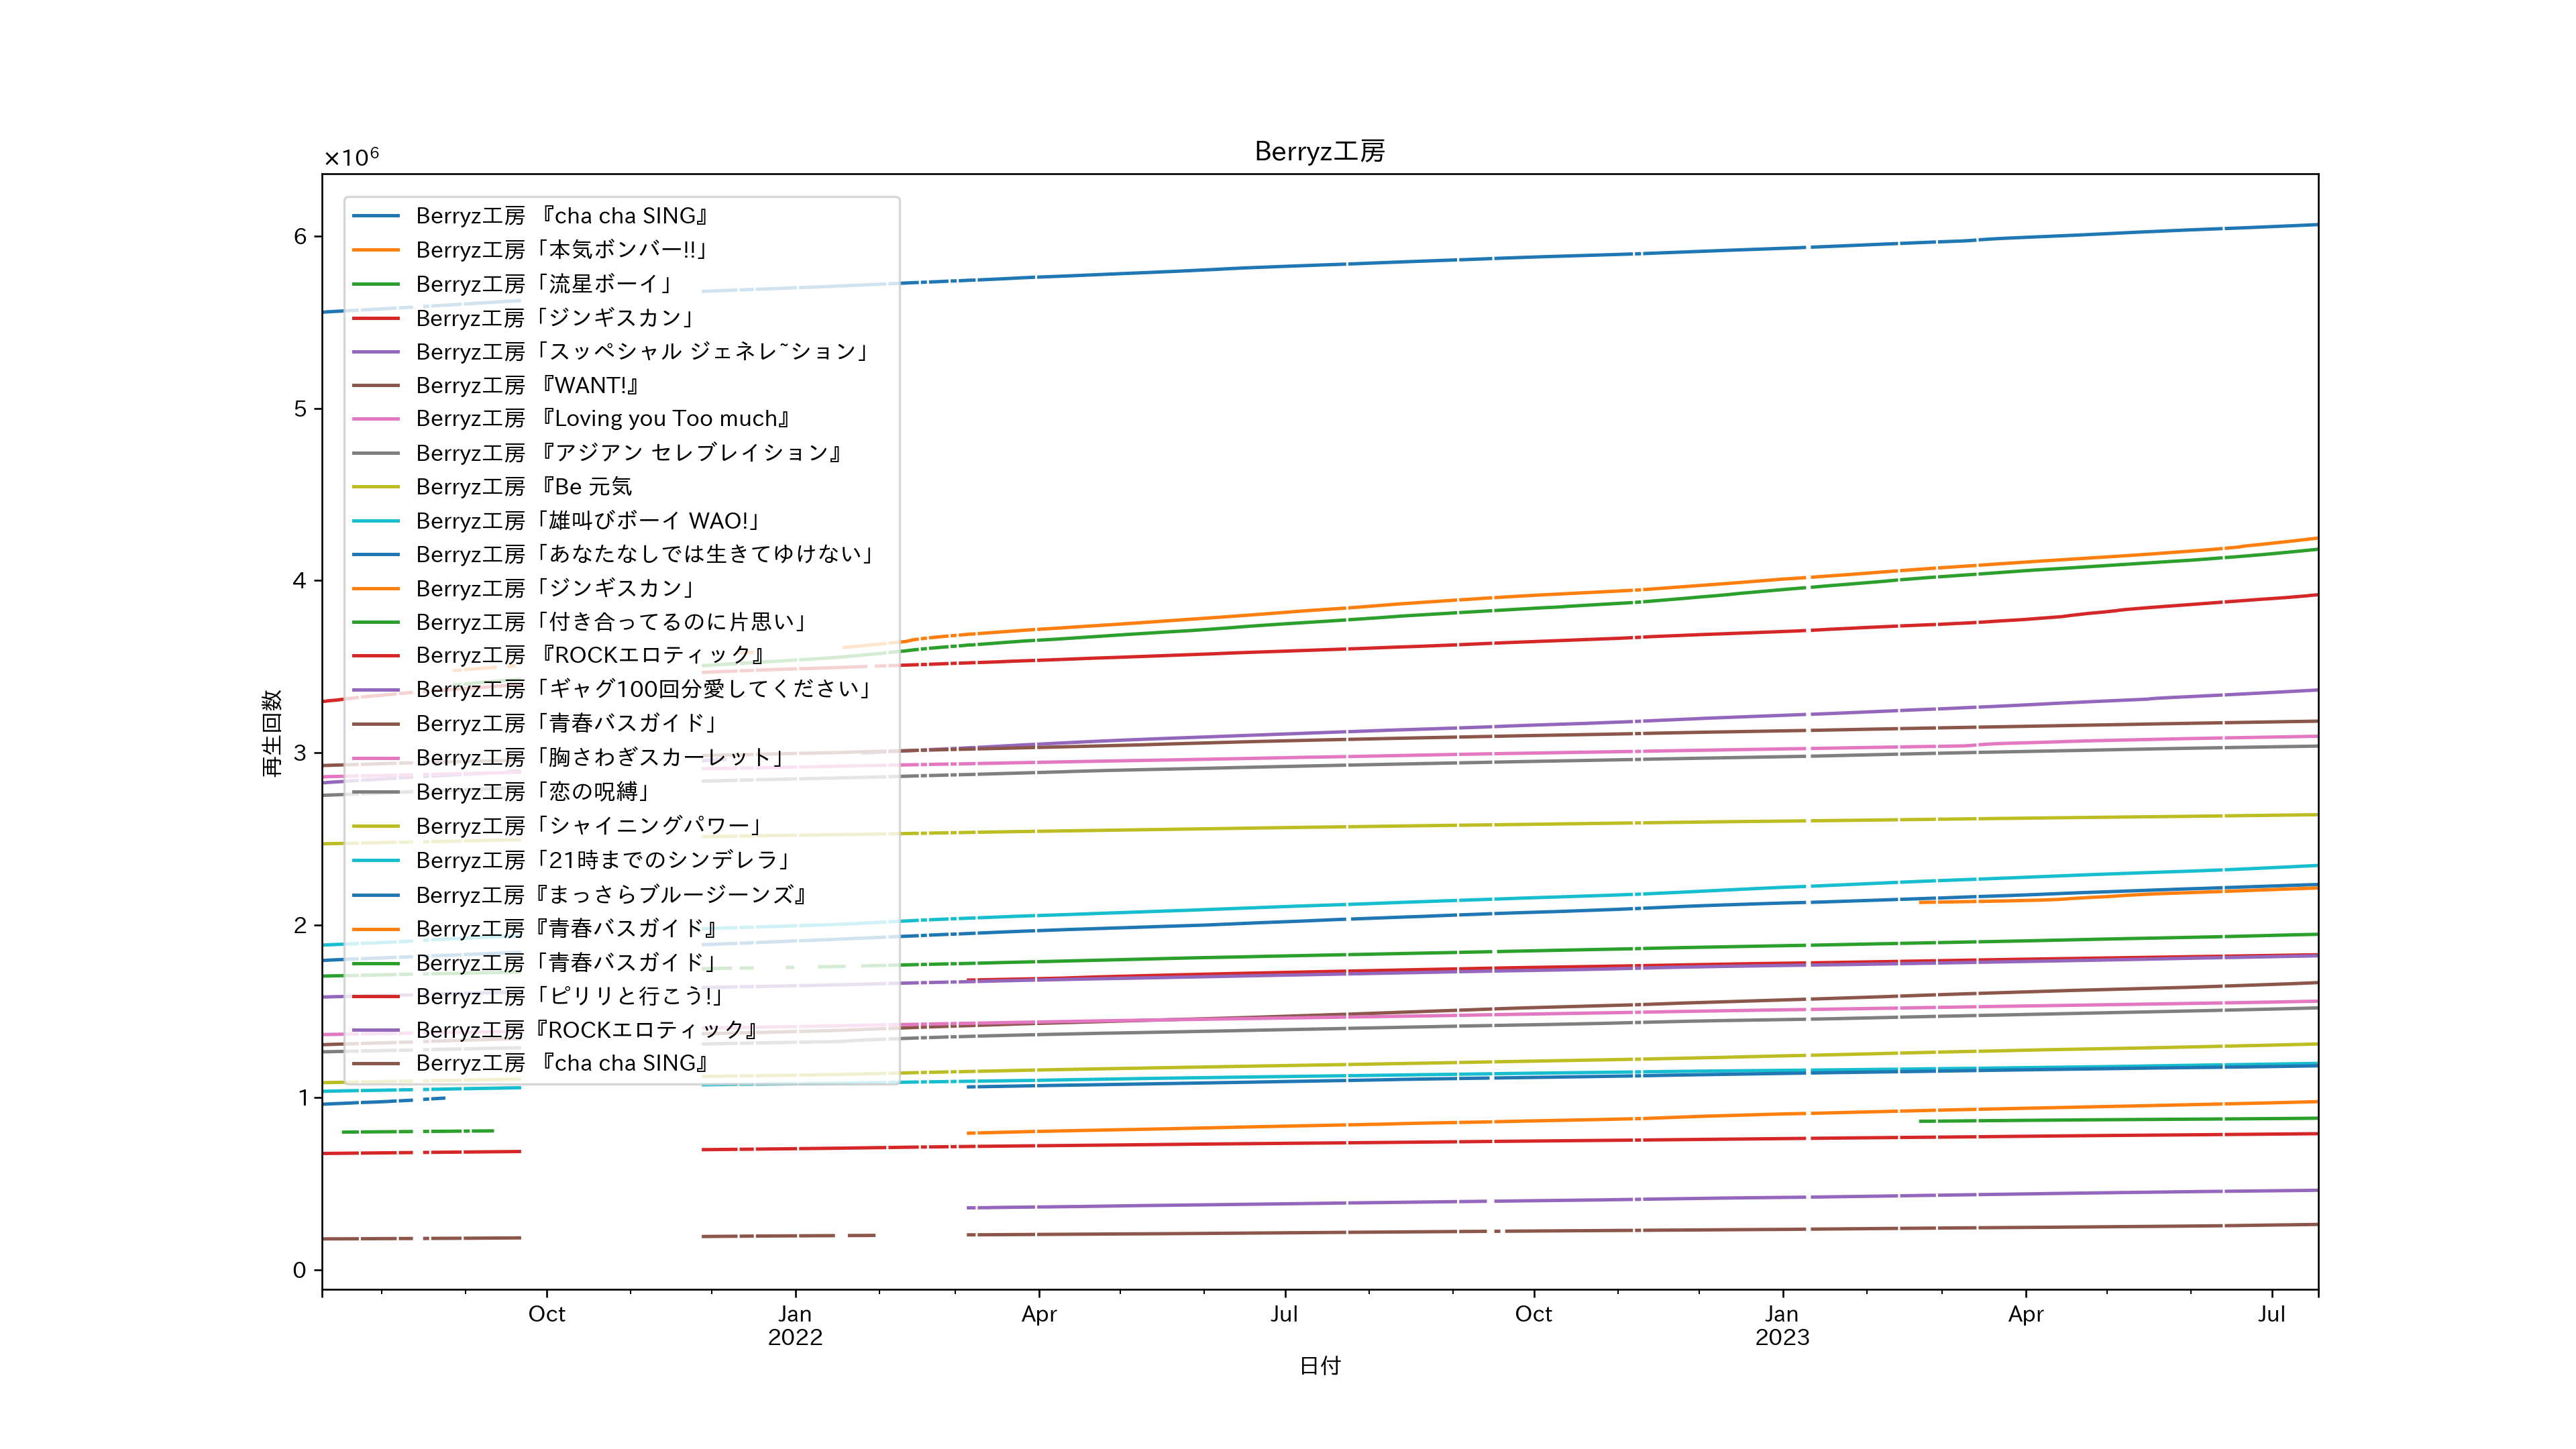 Berryz工房
×10⁶
6
5
4
3
2
1
0
再生回数
Berryz工房 『cha cha SING』
Berryz工房「本気ボンバー!!」
Berryz工房「流星ボーイ」
Berryz工房「ジンギスカン」
Berryz工房「スッペシャル ジェネレ~ション」
Berryz工房 『WANT!』
Berryz工房 『Loving you Too much』
Berryz工房 『アジアン セレブレイション』
Berryz工房 『Be 元気
Berryz工房「雄叫びボーイ WAO!」
Berryz工房「あなたなしでは生きてゆけない」
Berryz工房「ジンギスカン」
Berryz工房「付き合ってるのに片思い」
Berryz工房 『ROCKエロティック』
Berryz工房「ギャグ100回分愛してください」
Berryz工房「青春バスガイド」
Berryz工房「胸さわぎスカーレット」
Berryz工房「恋の呪縛」
Berryz工房「シャイニングパワー」
Berryz工房「21時までのシンデレラ」
Berryz工房『まっさらブルージーンズ』
Berryz工房『青春バスガイド』
Berryz工房「青春バスガイド」
Berryz工房「ピリリと行こう!」
Berryz工房『ROCKエロティック』
Berryz工房 『cha cha SING』
Oct Jan Apr Jul Oct Jan Apr Jul
2022 2023
日付